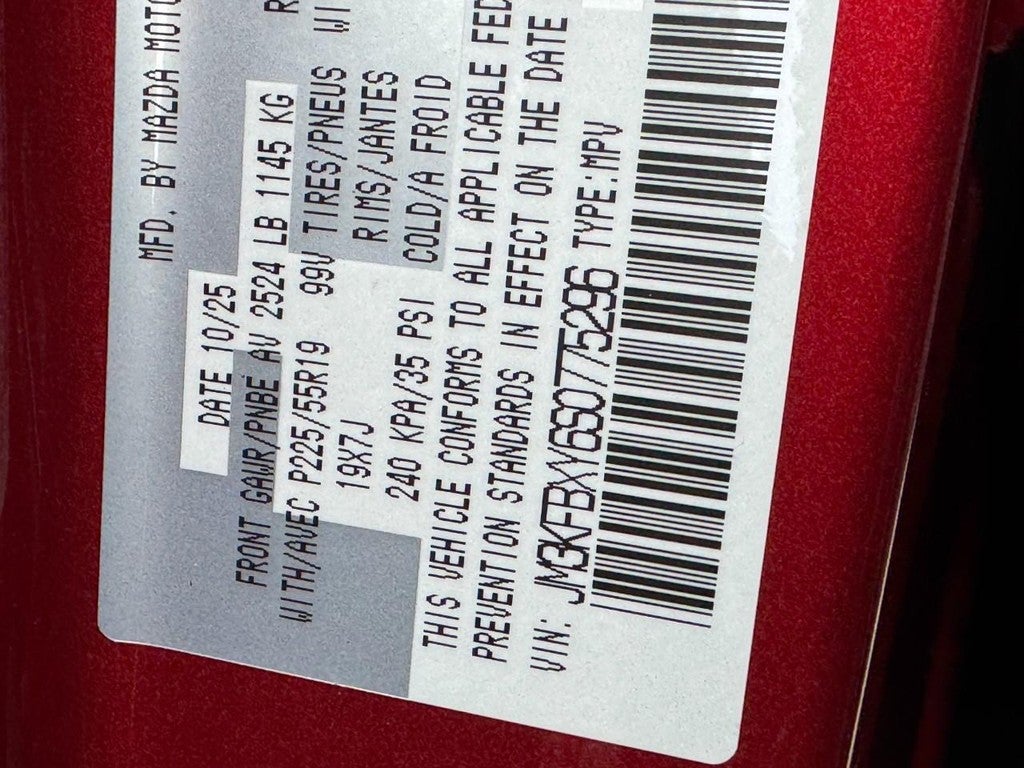 MFD. BY MAZDA MOTO
DATE 10/25
FRONT GAWR/PNBE AV 2524 LB 1145 KG R
WITH/AVEC P225/55R19 99V TIRES/PNEUS WI
19X7J RIMS/JANTES
240 KPA/35 PSI COLD/A FROID
THIS VEHICLE CONFORMS TO ALL APPLICABLE FED
PREVENTION STANDARDS IN EFFECT ON THE DATE
VIN: JM3KFBXY6S0775296 TYPE:MPV